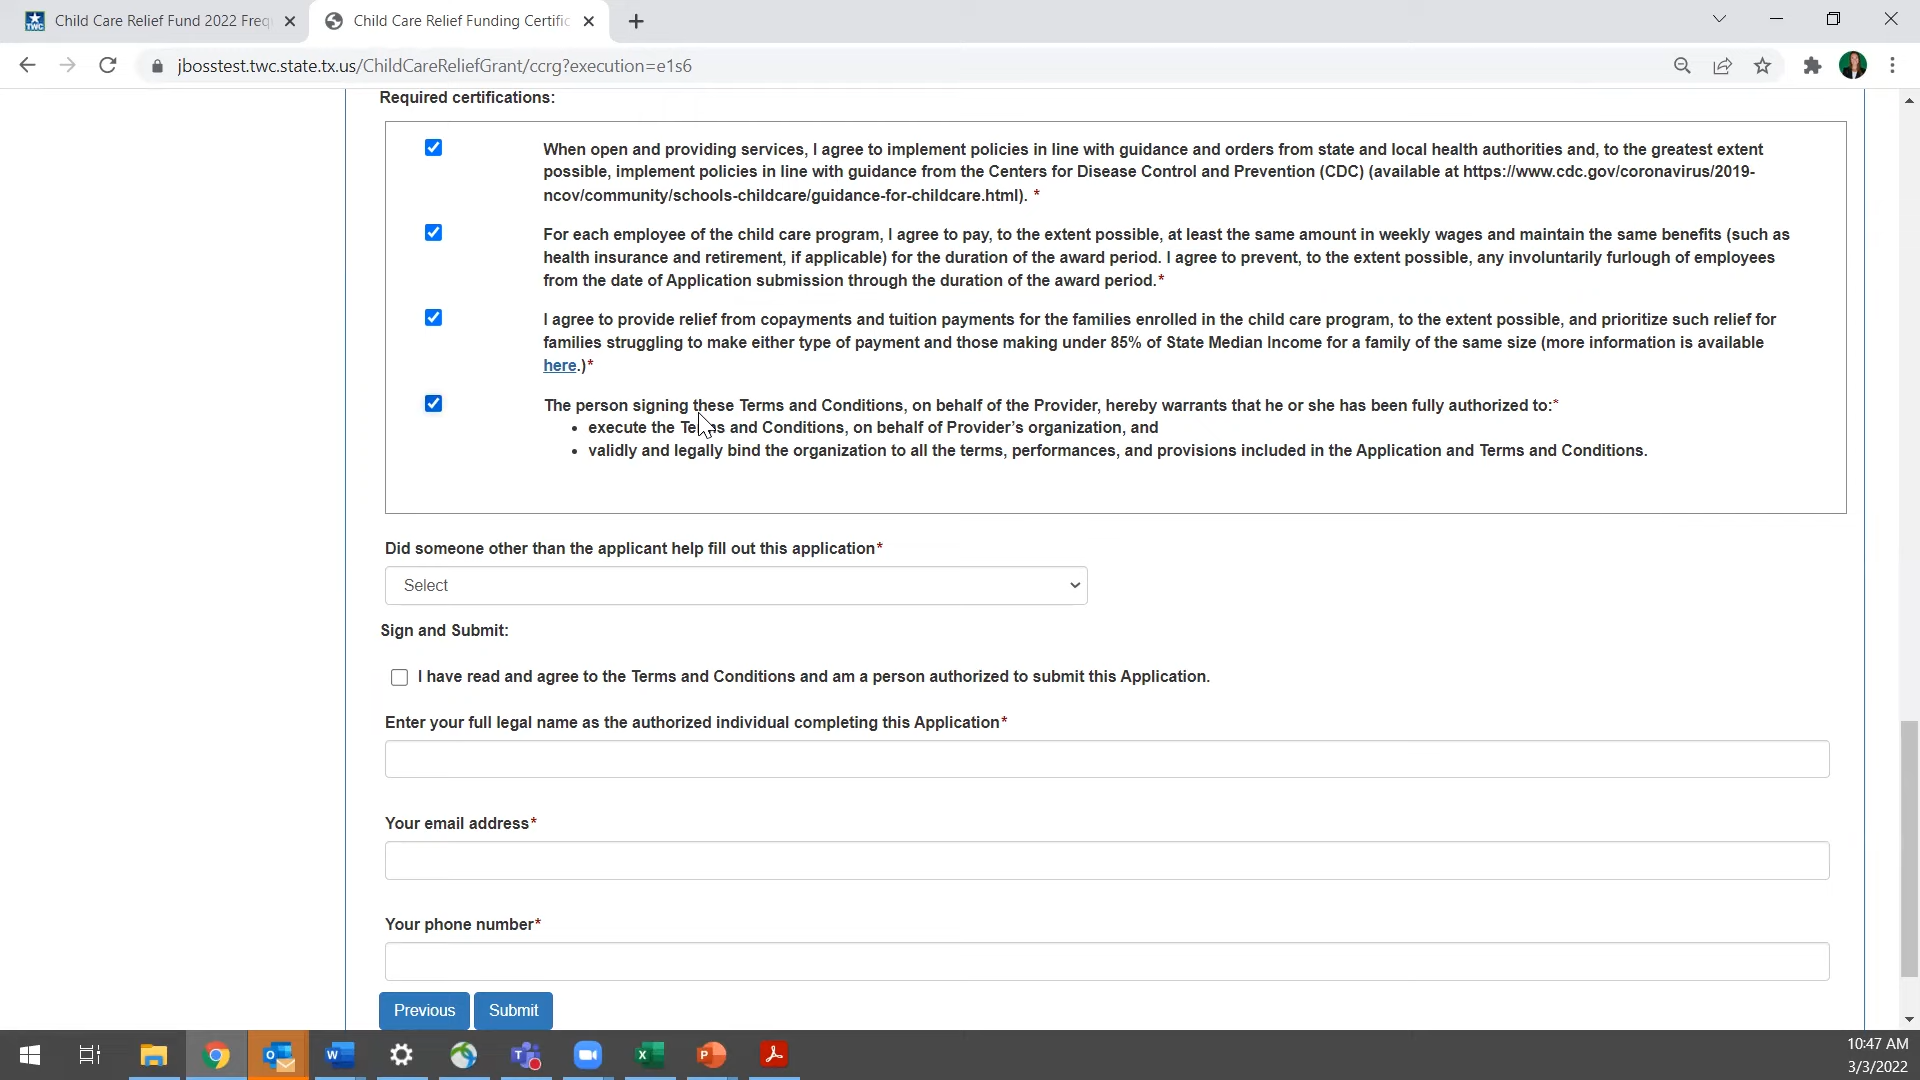 Child Care Relief Fund 2022 Freq
Child Care Relief Funding Certific
jbosstest.twc.state.tx.us/ChildCareReliefGrant/ccrg?execution=e1s6
Required certifications:
When open and providing services, I agree to implement policies in line with guidance and orders from state and local health authorities and, to the greatest extent
possible, implement policies in line with guidance from the Centers for Disease Control and Prevention (CDC) (available at https://www.cdc.gov/coronavirus/2019-
ncov/community/schools-childcare/guidance-for-childcare.html). *
For each employee of the child care program, I agree to pay, to the extent possible, at least the same amount in weekly wages and maintain the same benefits (such as
health insurance and retirement, if applicable) for the duration of the award period. I agree to prevent, to the extent possible, any involuntarily furlough of employees
from the date of Application submission through the duration of the award period.*
I agree to provide relief from copayments and tuition payments for the families enrolled in the child care program, to the extent possible, and prioritize such relief for
families struggling to make either type of payment and those making under 85% of State Median Income for a family of the same size (more information is available
here.)*
The person signing these Terms and Conditions, on behalf of the Provider, hereby warrants that he or she has been fully authorized to:*
• execute the Terms and Conditions, on behalf of Provider’s organization, and
• validly and legally bind the organization to all the terms, performances, and provisions included in the Application and Terms and Conditions.
Did someone other than the applicant help fill out this application*
Select
Sign and Submit:
I have read and agree to the Terms and Conditions and am a person authorized to submit this Application.
Enter your full legal name as the authorized individual completing this Application*
Your email address*
Your phone number*
Previous Submit
10:47 AM
3/3/2022